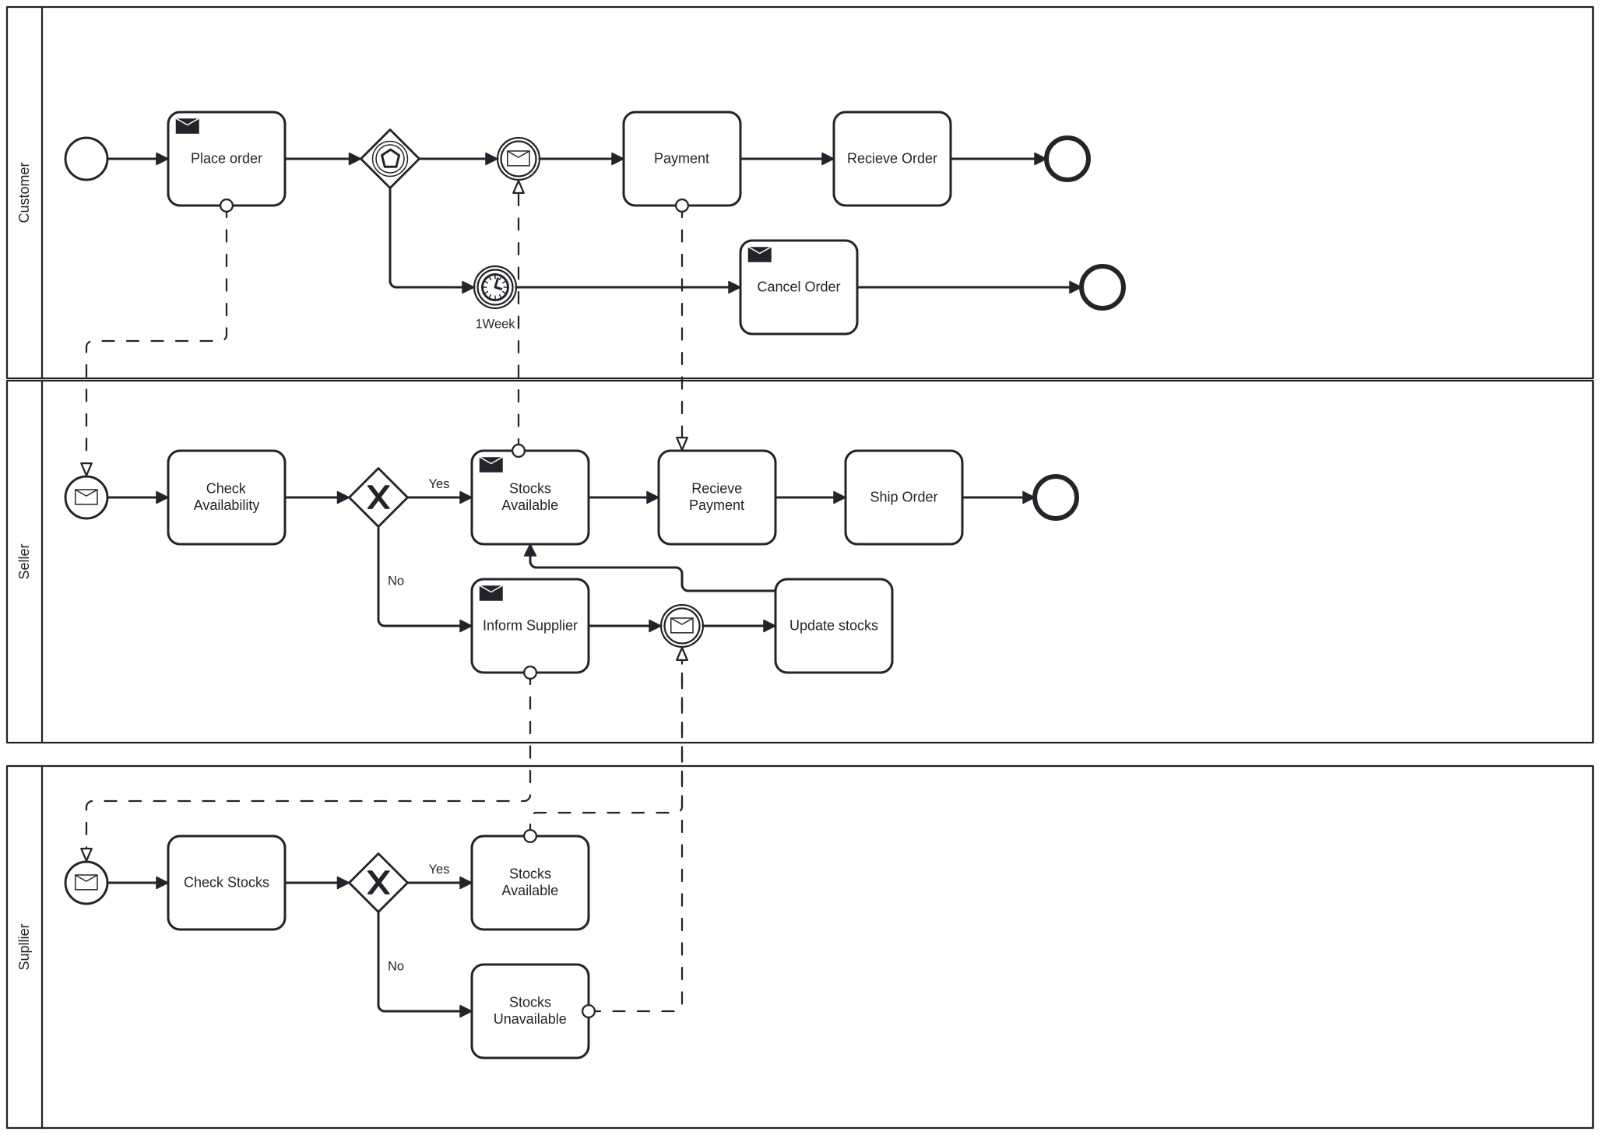 Customer
Place order
Payment
Recieve Order
Cancel Order
1Week
Seller
Check
Availability
Yes
Stocks
Available
Recieve
Payment
Ship Order
No
Inform Supplier
Update stocks
Supllier
Check Stocks
Yes
Stocks
Available
No
Stocks
Unavailable